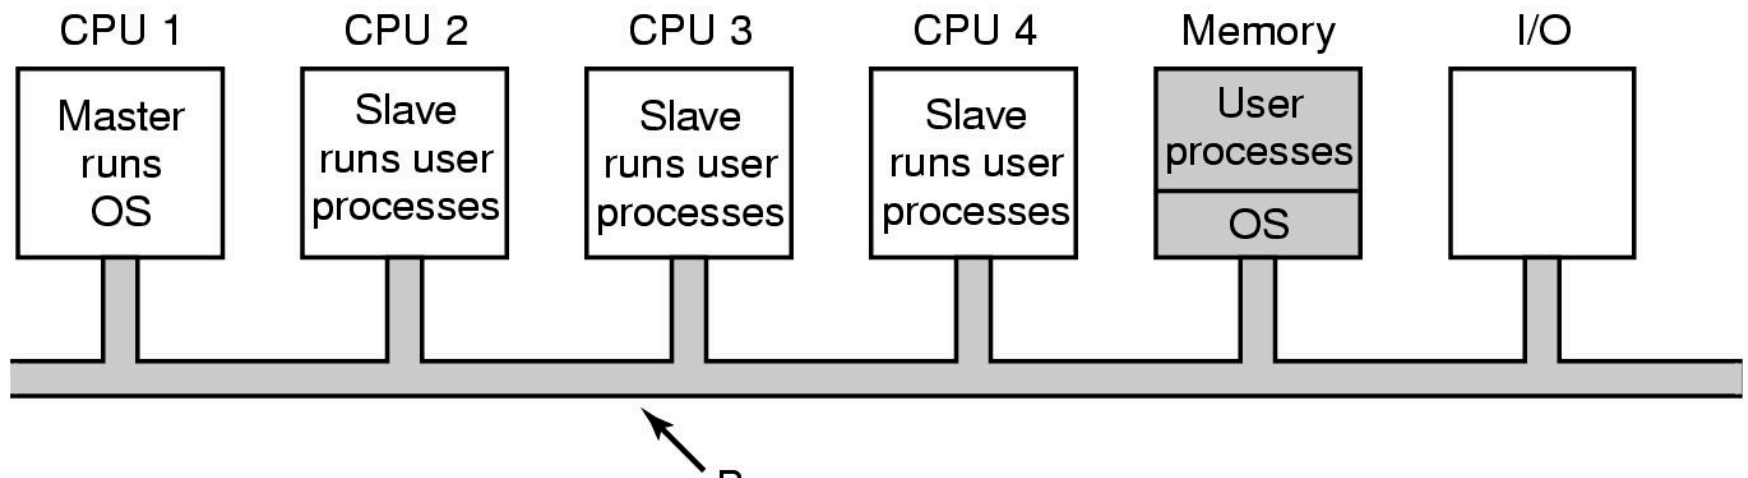 CPU 1
CPU 2
CPU 3
CPU 4
Memory
I/O
Master
runs
OS
Slave
runs user
processes
Slave
runs user
processes
Slave
runs user
processes
User
processes
OS